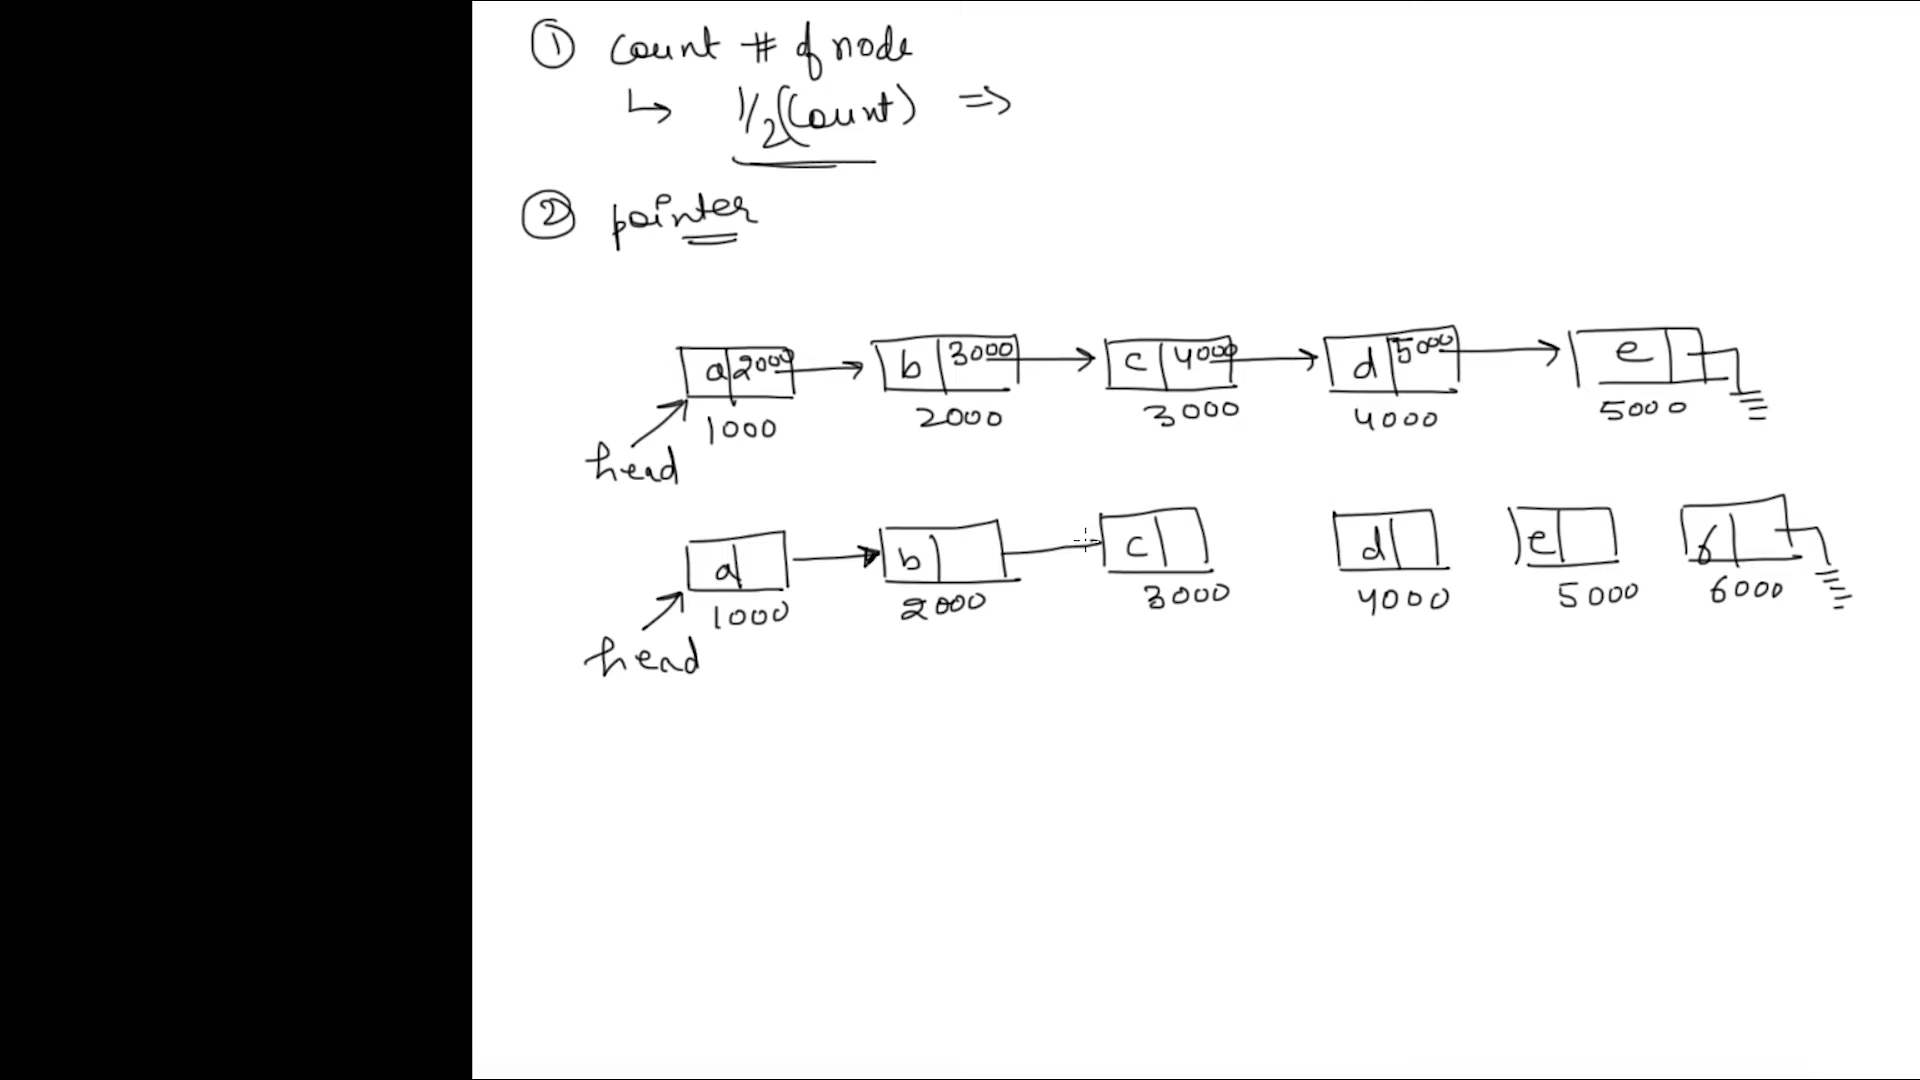 ① count # of node
↳ 1/2(Count) ⇒
② pointer
a 2000 → b 3000 → c 4000 → d 5000 → e
1000 2000 3000 4000 5000
head
a → b c d e f
1000 2000 3000 4000 5000 6000
head